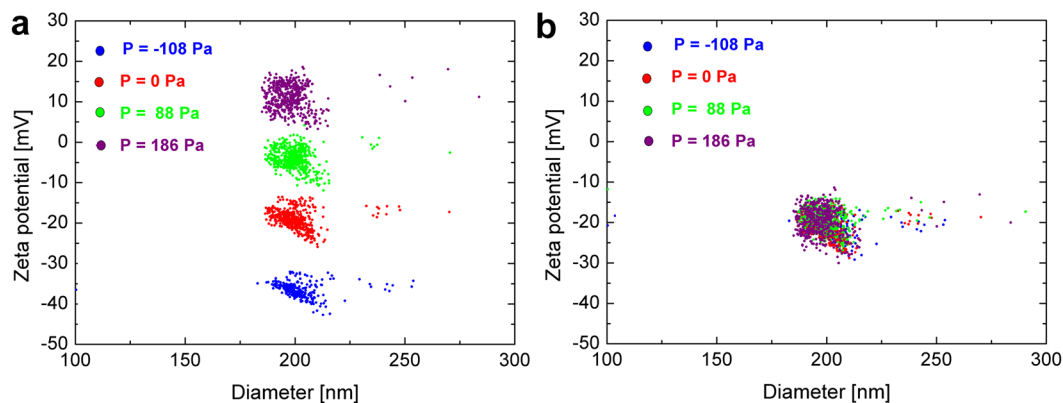 a
30
20
10
0
-10
-20
-30
-40
-50
Zeta potential [mV]
P = -108 Pa
P = 0 Pa
P = 88 Pa
P = 186 Pa
100
150
200
250
300
Diameter [nm]
b
30
20
10
0
-10
-20
-30
-40
-50
Zeta potential [mV]
P = -108 Pa
P = 0 Pa
P = 88 Pa
P = 186 Pa
100
150
200
250
300
Diameter [nm]